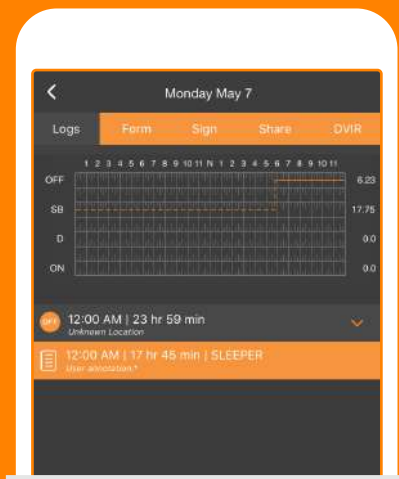 Monday May 7
Logs Form Sign Share DVIR
1 2 3 4 5 6 7 8 9 10 11 N 1 2 3 4 5 6 7 8 9 10 11
OFF 6.23
SB 17.75
D 0.0
ON 0.0
OFF 12:00 AM | 23 hr 59 min
Unknown Location
12:00 AM | 17 hr 45 min | SLEEPER
User annotation *